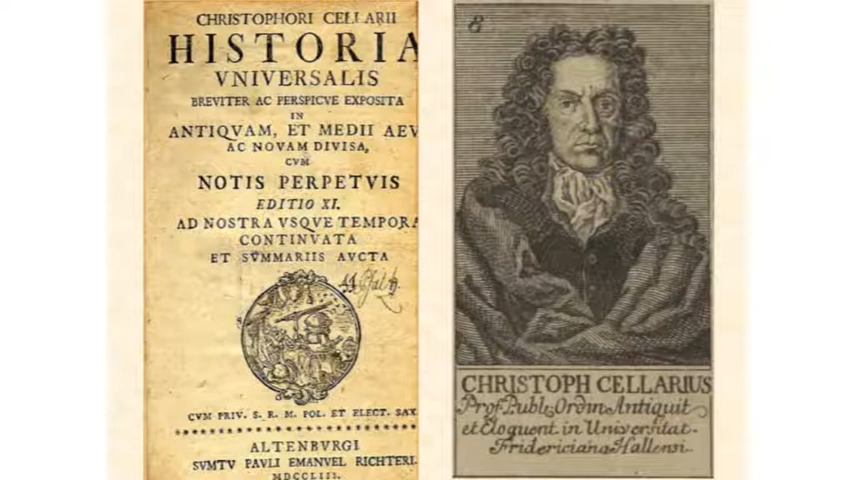 CHRISTOPHORI CELLARII
HISTORIA
VNIVERSALIS
BREVITER AC PERSPICVE EXPOSITA
IN
ANTIQVAM, ET MEDII AEV
AC NOVAM DIVISA,
CVM
NOTIS PERPETVIS
EDITIO XI.
AD NOSTRA VSQVE TEMPORA
CONTINVATA
ET SVMMARIIS AVCTA
CVM PRIV. S. R. M. POL. ET ELECT. SAX.
ALTENBVRGI
SVMTV PAVLI EMANVEL RICHTERI.
MDCCLIII.
8
CHRISTOPH CELLARIUS
Prof. Publ. Ordin Antiquit
et Eloquent in Universitat.
Fridericiana Hallensi.